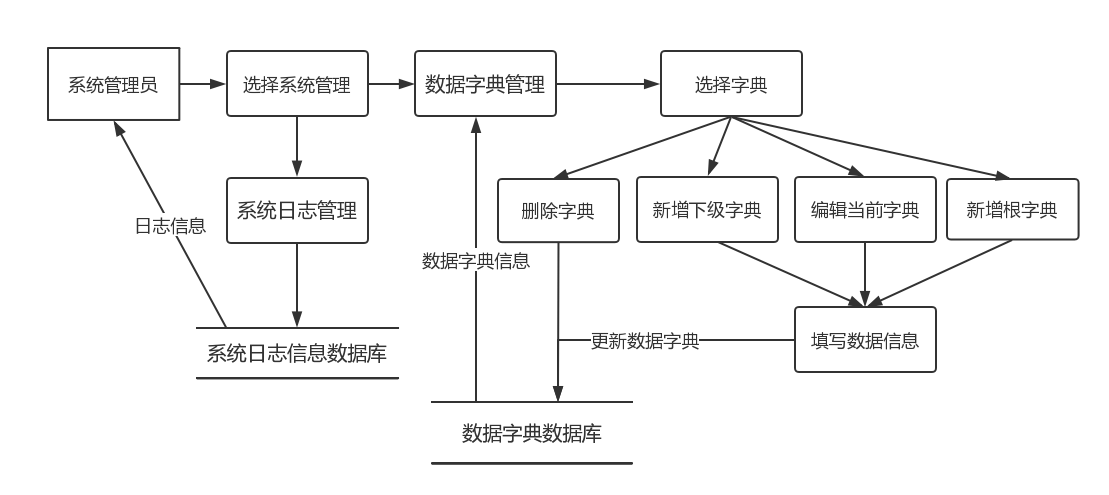 系统管理员
选择系统管理
数据字典管理
选择字典
删除字典
新增下级字典
编辑当前字典
新增根字典
系统日志管理
日志信息
数据字典信息
更新数据字典
填写数据信息
系统日志信息数据库
数据字典数据库